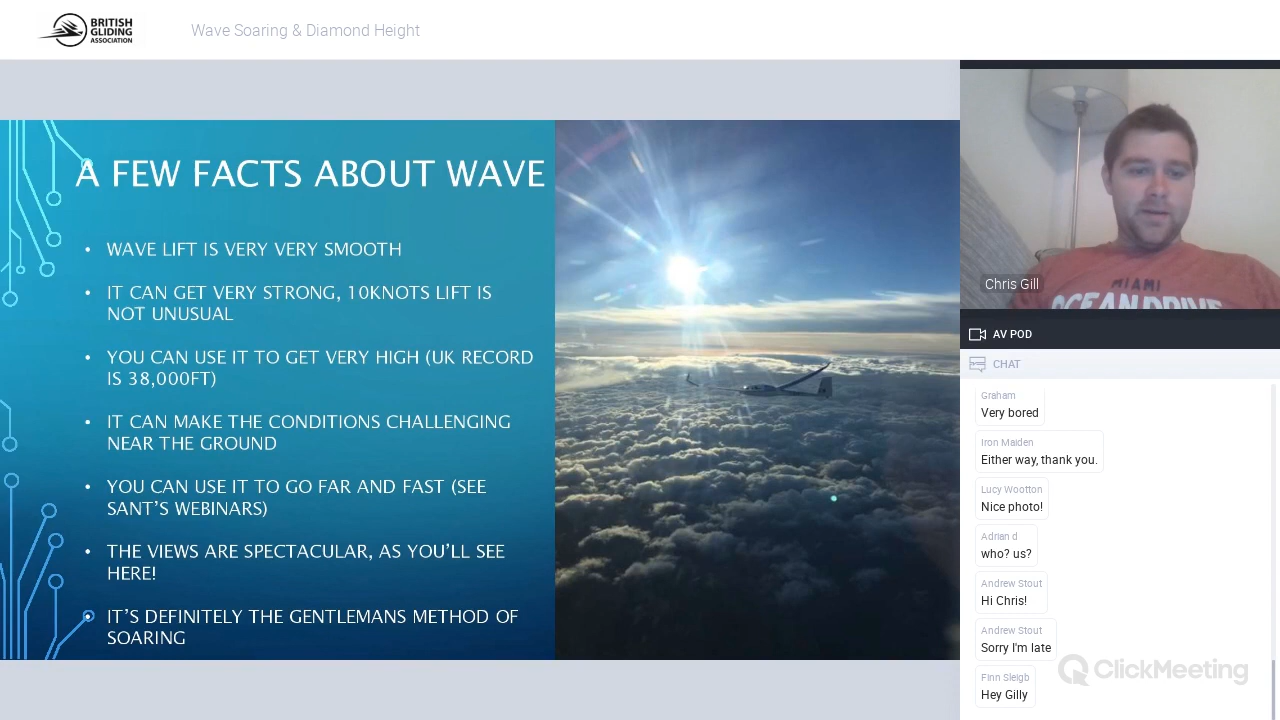 BRITISH
GLIDING
ASSOCIATION
Wave Soaring & Diamond Height
A FEW FACTS ABOUT WAVE
• WAVE LIFT IS VERY VERY SMOOTH
• IT CAN GET VERY STRONG, 10KNOTS LIFT IS
NOT UNUSUAL
• YOU CAN USE IT TO GET VERY HIGH (UK RECORD
IS 38,000FT)
• IT CAN MAKE THE CONDITIONS CHALLENGING
NEAR THE GROUND
• YOU CAN USE IT TO GO FAR AND FAST (SEE
SANT'S WEBINARS)
• THE VIEWS ARE SPECTACULAR, AS YOU'LL SEE
HERE!
• IT'S DEFINITELY THE GENTLEMANS METHOD OF
SOARING
MIAMI
OCEAN DRIVE
Chris Gill
AV POD
CHAT
Graham
Very bored
Iron Maiden
Either way, thank you.
Lucy Wootton
Nice photo!
Adrian d
who? us?
Andrew Stout
Hi Chris!
Andrew Stout
Sorry I'm late
Finn Sleigb
Hey Gilly
ClickMeeting